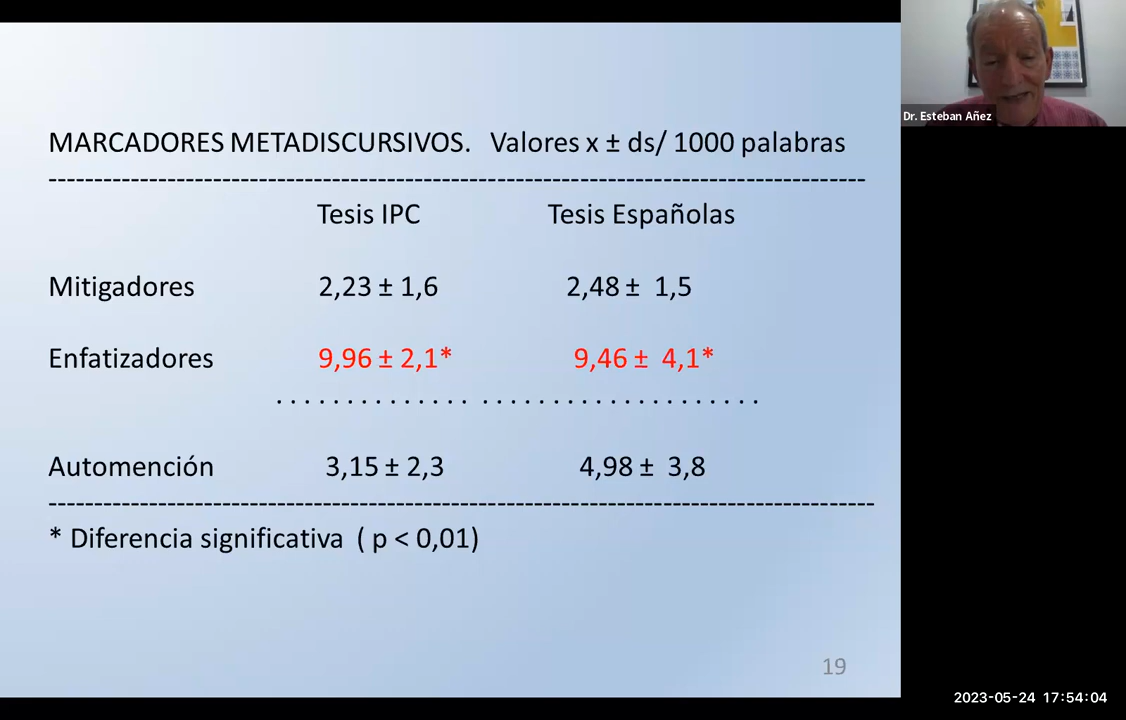 MARCADORES METADISCURSIVOS. Valores x ± ds/ 1000 palabras
Tesis IPC Tesis Españolas
Mitigadores 2,23 ± 1,6 2,48 ± 1,5
Enfatizadores 9,96 ± 2,1* 9,46 ± 4,1*
Automención 3,15 ± 2,3 4,98 ± 3,8
* Diferencia significativa ( p < 0,01)
19
Dr. Esteban Añez
2023-05-24 17:54:04